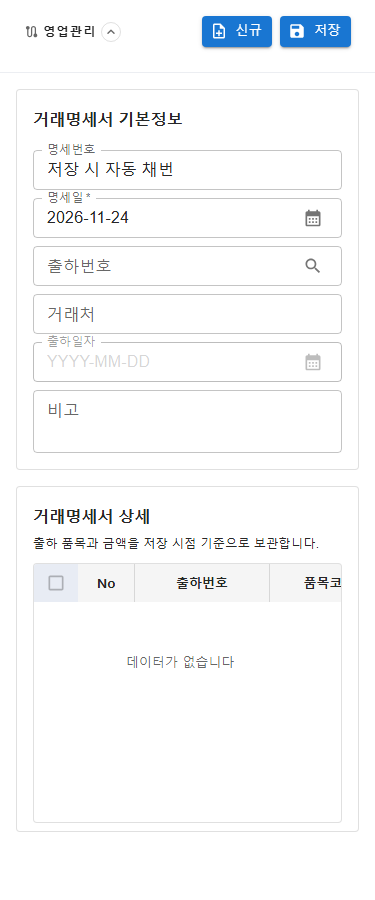 영업관리
신규
저장
거래명세서 기본정보
명세번호
저장 시 자동 채번
명세일 *
2026-11-24
출하번호
거래처
출하일자
YYYY-MM-DD
비고
거래명세서 상세
출하 품목과 금액을 저장 시점 기준으로 보관합니다.
No 출하번호 품목코
데이터가 없습니다